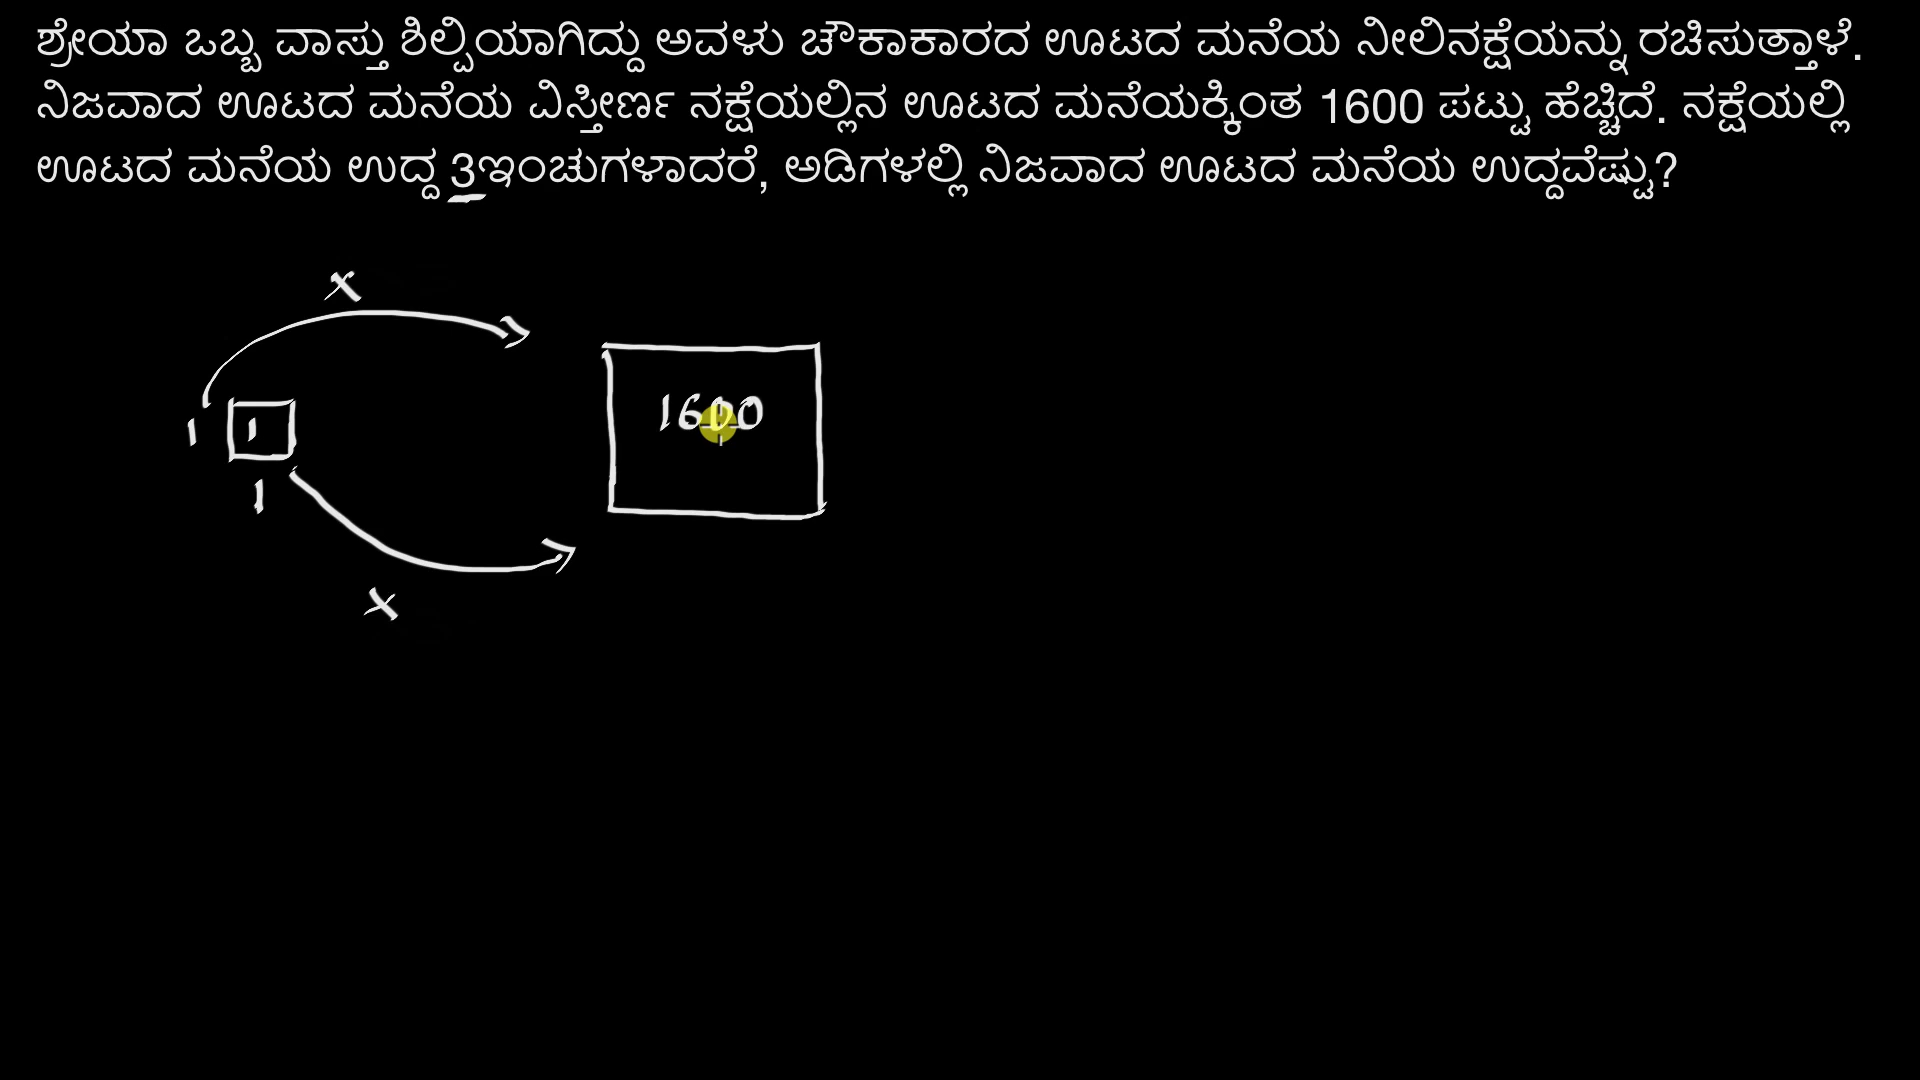 ಶ್ರೇಯಾ ಒಬ್ಬ ವಾಸ್ತು ಶಿಲ್ಪಿಯಾಗಿದ್ದು ಅವಳು ಚೌಕಾಕಾರದ ಊಟದ ಮನೆಯ ನೀಲಿನಕ್ಷೆಯನ್ನು ರಚಿಸುತ್ತಾಳೆ.
ನಿಜವಾದ ಊಟದ ಮನೆಯ ವಿಸ್ತೀರ್ಣ ನಕ್ಷೆಯಲ್ಲಿನ ಊಟದ ಮನೆಯಕ್ಕಿಂತ 1600 ಪಟ್ಟು ಹೆಚ್ಚಿದೆ. ನಕ್ಷೆಯಲ್ಲಿ
ಊಟದ ಮನೆಯ ಉದ್ದ 3ಇಂಚುಗಳಾದರೆ, ಅಡಿಗಳಲ್ಲಿ ನಿಜವಾದ ಊಟದ ಮನೆಯ ಉದ್ದವೆಷ್ಟು?
x
1600
1 1
1
x